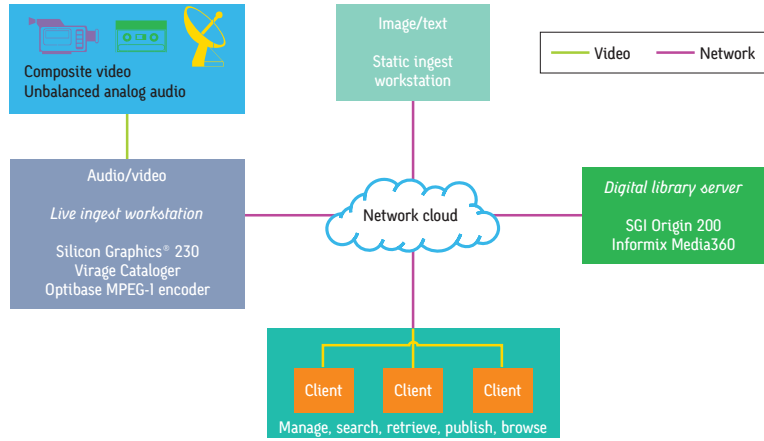 Composite video
Unbalanced analog audio
Image/text
Static ingest
workstation
Video
Network
Audio/video
Live ingest workstation
Silicon Graphics® 230
Virage Cataloger
Optibase MPEG-1 encoder
Network cloud
Digital library server
SGI Origin 200
Informix Media360
Client
Client
Client
Manage, search, retrieve, publish, browse